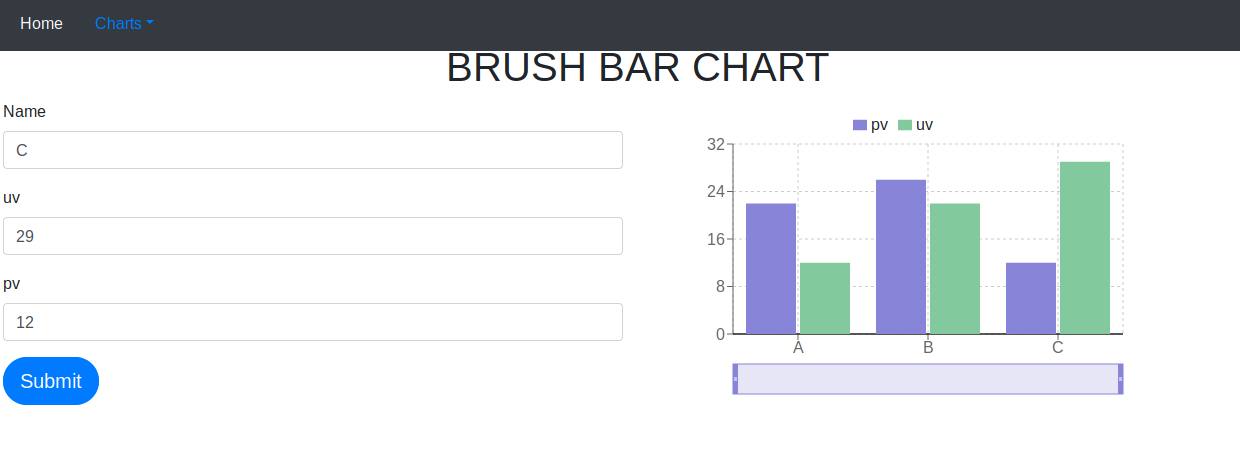 Home Charts
BRUSH BAR CHART
Name
C
uv
29
pv
12
Submit
pv uv
32
24
16
8
0
A B C